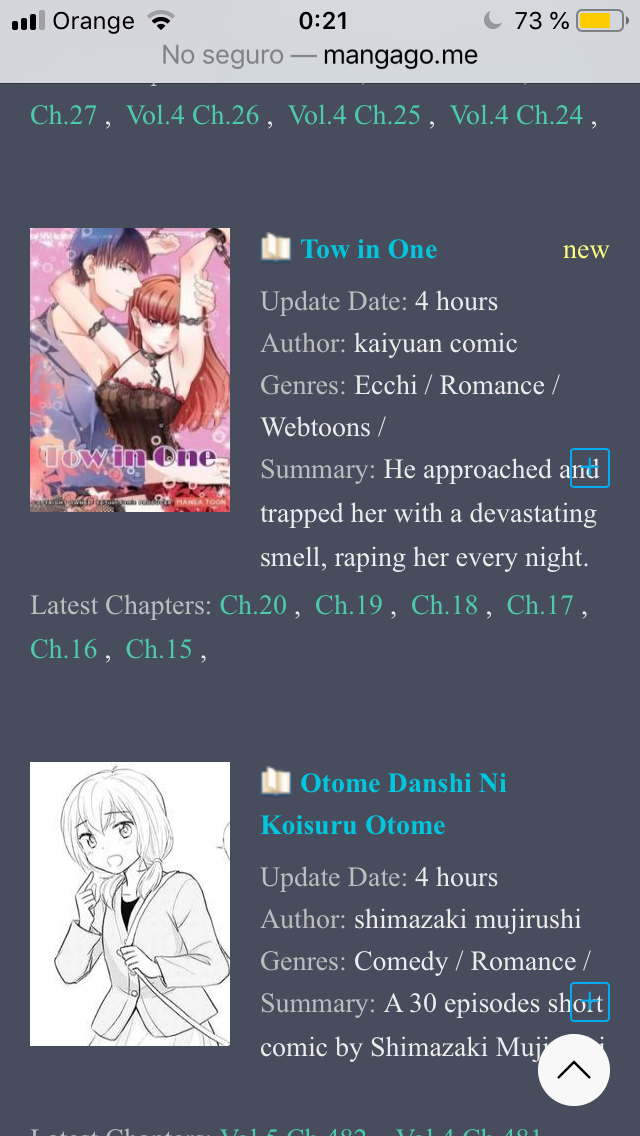 Orange 0:21 73 %
No seguro — mangago.me
Ch.27 , Vol.4 Ch.26 , Vol.4 Ch.25 , Vol.4 Ch.24 ,
Tow in One new
Update Date: 4 hours
Author: kaiyuan comic
Genres: Ecchi / Romance /
Webtoons /
Summary: He approached and
trapped her with a devastating
smell, raping her every night.
Tow in One
MANGA TOON
Latest Chapters: Ch.20 , Ch.19 , Ch.18 , Ch.17 ,
Ch.16 , Ch.15 ,
Otome Danshi Ni
Koisuru Otome
Update Date: 4 hours
Author: shimazaki mujirushi
Genres: Comedy / Romance /
Summary: A 30 episodes short
comic by Shimazaki
Latest Chapters: Vol.5 Ch.482 , Vol.4 Ch.481